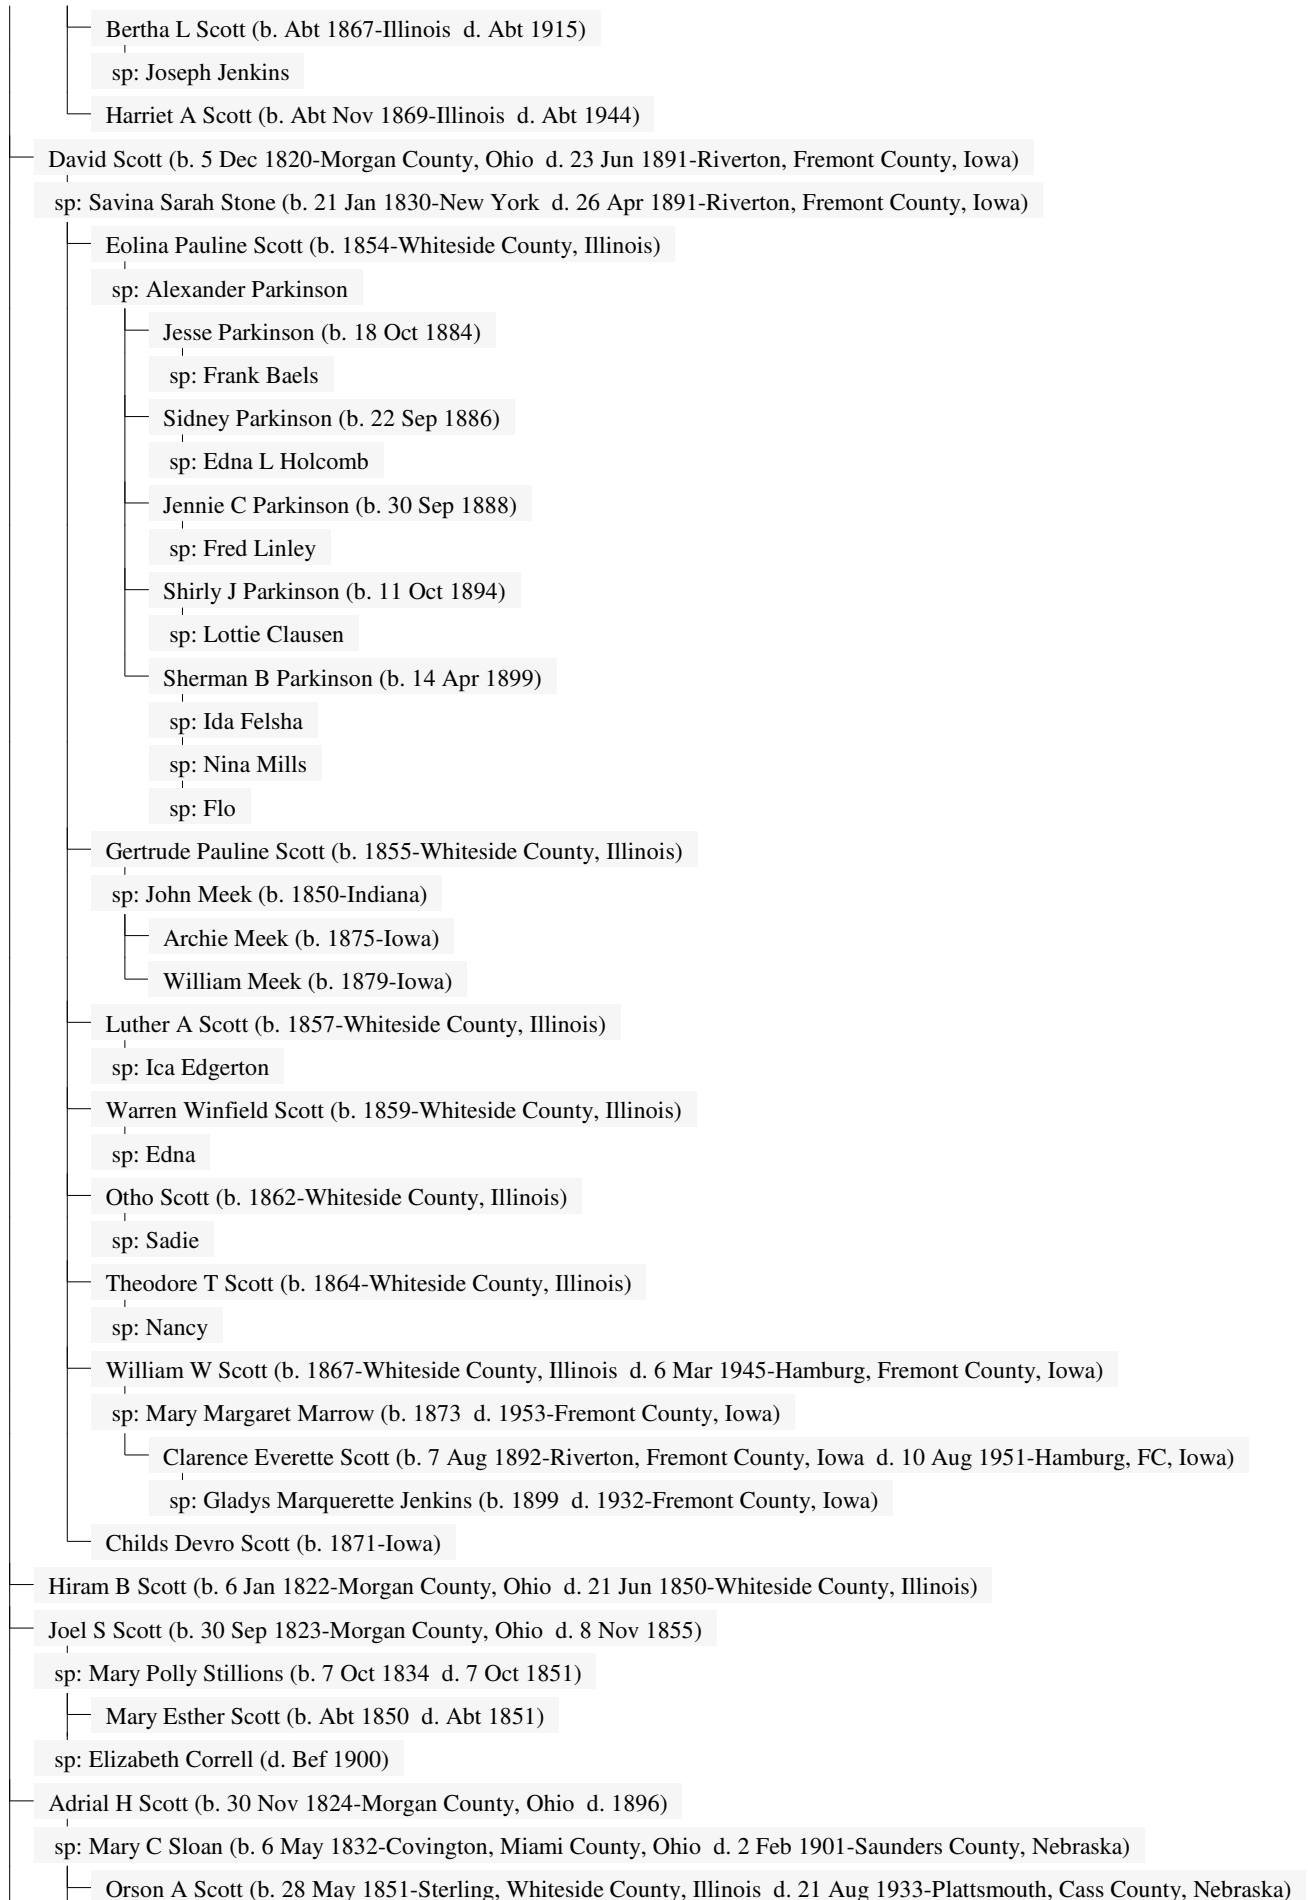 Bertha L Scott (b. Abt 1867-Illinois d. Abt 1915)
sp: Joseph Jenkins
Harriet A Scott (b. Abt Nov 1869-Illinois d. Abt 1944)
David Scott (b. 5 Dec 1820-Morgan County, Ohio d. 23 Jun 1891-Riverton, Fremont County, Iowa)
sp: Savina Sarah Stone (b. 21 Jan 1830-New York d. 26 Apr 1891-Riverton, Fremont County, Iowa)
Eolina Pauline Scott (b. 1854-Whiteside County, Illinois)
sp: Alexander Parkinson
Jesse Parkinson (b. 18 Oct 1884)
sp: Frank Baels
Sidney Parkinson (b. 22 Sep 1886)
sp: Edna L Holcomb
Jennie C Parkinson (b. 30 Sep 1888)
sp: Fred Linley
Shirly J Parkinson (b. 11 Oct 1894)
sp: Lottie Clausen
Sherman B Parkinson (b. 14 Apr 1899)
sp: Ida Felsha
sp: Nina Mills
sp: Flo
Gertrude Pauline Scott (b. 1855-Whiteside County, Illinois)
sp: John Meek (b. 1850-Indiana)
Archie Meek (b. 1875-Iowa)
William Meek (b. 1879-Iowa)
Luther A Scott (b. 1857-Whiteside County, Illinois)
sp: Ica Edgerton
Warren Winfield Scott (b. 1859-Whiteside County, Illinois)
sp: Edna
Otho Scott (b. 1862-Whiteside County, Illinois)
sp: Sadie
Theodore T Scott (b. 1864-Whiteside County, Illinois)
sp: Nancy
William W Scott (b. 1867-Whiteside County, Illinois d. 6 Mar 1945-Hamburg, Fremont County, Iowa)
sp: Mary Margaret Marrow (b. 1873 d. 1953-Fremont County, Iowa)
Clarence Everette Scott (b. 7 Aug 1892-Riverton, Fremont County, Iowa d. 10 Aug 1951-Hamburg, FC, Iowa)
sp: Gladys Marquerette Jenkins (b. 1899 d. 1932-Fremont County, Iowa)
Childs Devro Scott (b. 1871-Iowa)
Hiram B Scott (b. 6 Jan 1822-Morgan County, Ohio d. 21 Jun 1850-Whiteside County, Illinois)
Joel S Scott (b. 30 Sep 1823-Morgan County, Ohio d. 8 Nov 1855)
sp: Mary Polly Stillions (b. 7 Oct 1834 d. 7 Oct 1851)
Mary Esther Scott (b. Abt 1850 d. Abt 1851)
sp: Elizabeth Correll (d. Bef 1900)
Adrial H Scott (b. 30 Nov 1824-Morgan County, Ohio d. 1896)
sp: Mary C Sloan (b. 6 May 1832-Covington, Miami County, Ohio d. 2 Feb 1901-Saunders County, Nebraska)
Orson A Scott (b. 28 May 1851-Sterling, Whiteside County, Illinois d. 21 Aug 1933-Plattsmouth, Cass County, Nebraska)